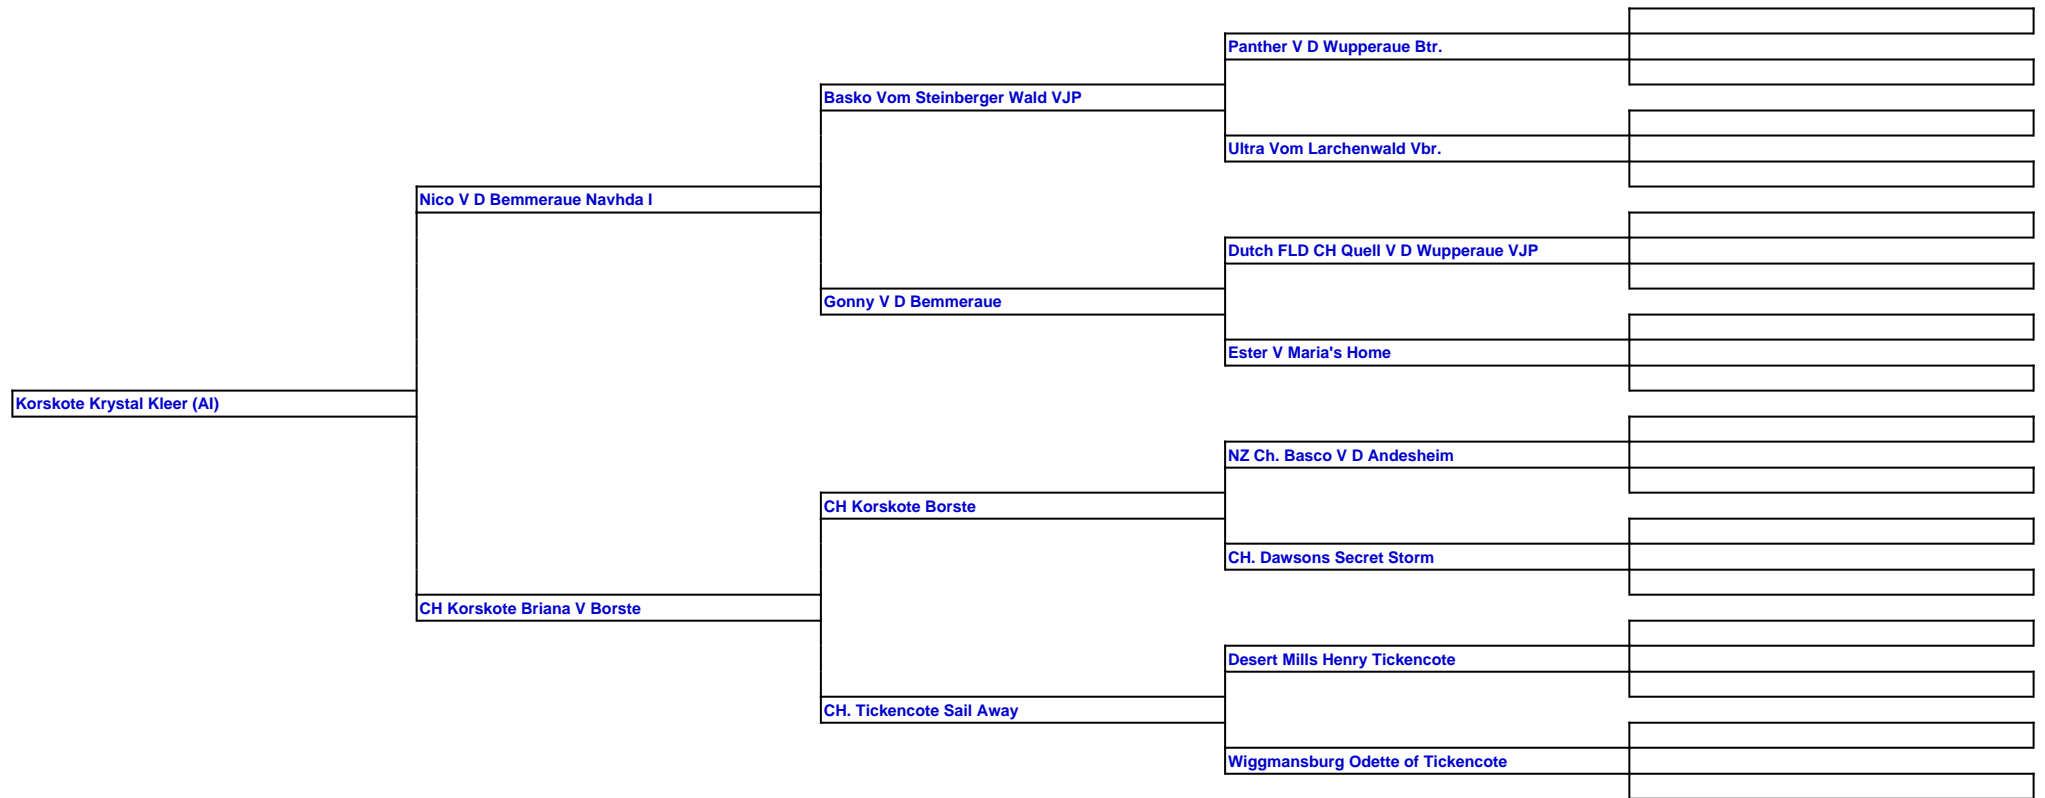 Panther V D Wupperaue Btr.
Basko Vom Steinberger Wald VJP
Ultra Vom Larchenwald Vbr.
Nico V D Bemmeraue Navhda I
Dutch FLD CH Quell V D Wupperaue VJP
Gonny V D Bemmeraue
Ester V Maria's Home
Korskote Krystal Kleer (AI)
NZ Ch. Basco V D Andesheim
CH Korskote Borste
CH. Dawsons Secret Storm
CH Korskote Briana V Borste
Desert Mills Henry Tickencote
CH. Tickencote Sail Away
Wiggmansburg Odette of Tickencote